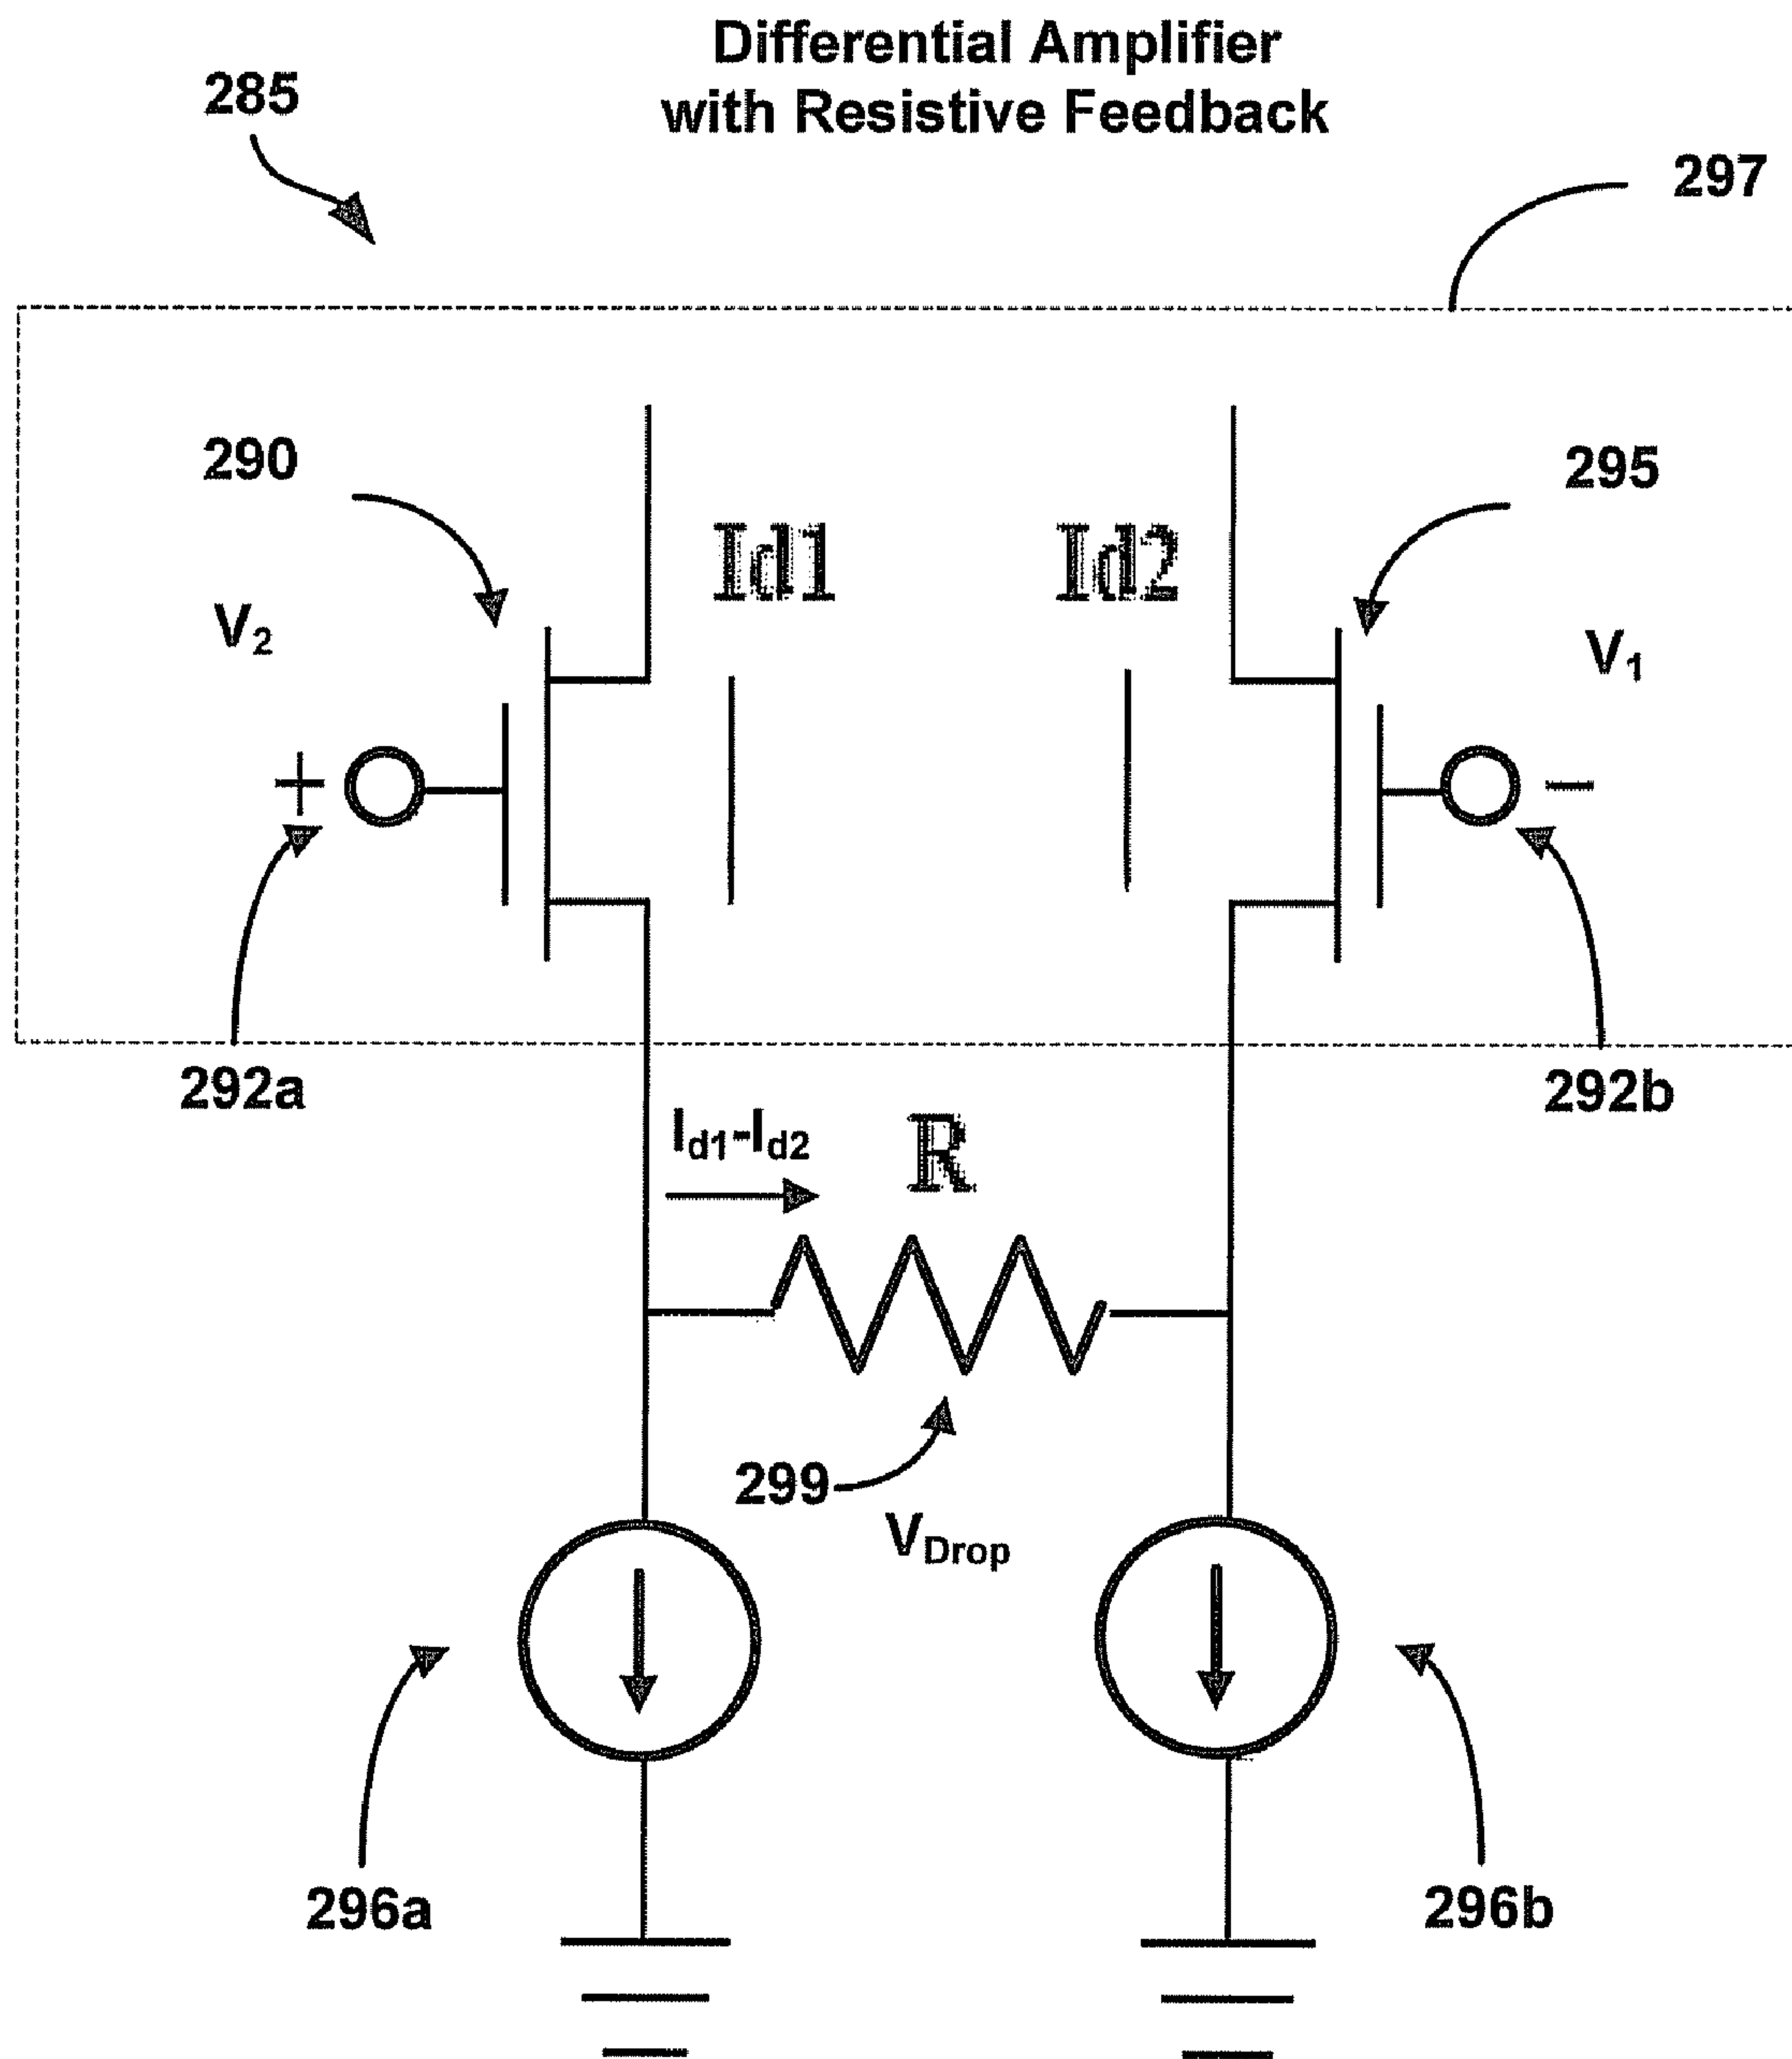 Differential Amplifier
with Resistive Feedback
285
297
290
295
Id1
Id2
V2
V1
+
−
292a
292b
Id1-Id2
R
299
VDrop
296a
296b